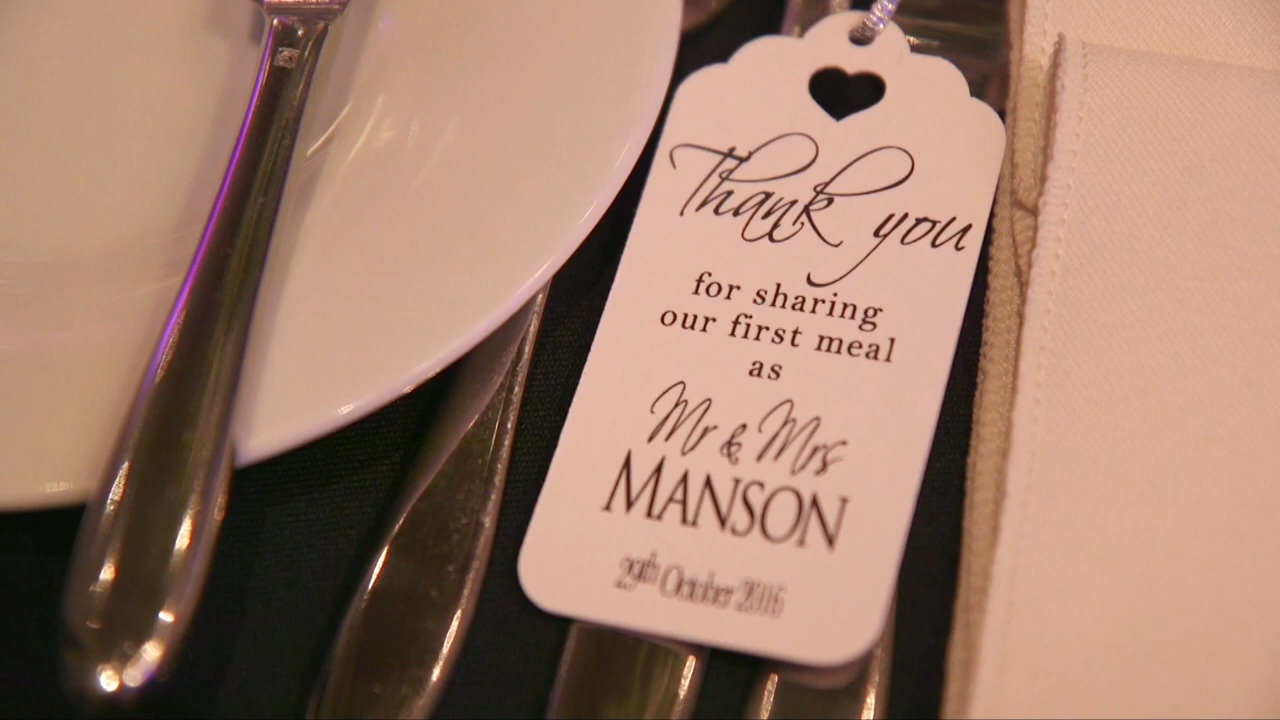 Thank you
for sharing
our first meal
as
Mr & Mrs
MANSON
29th October 2016